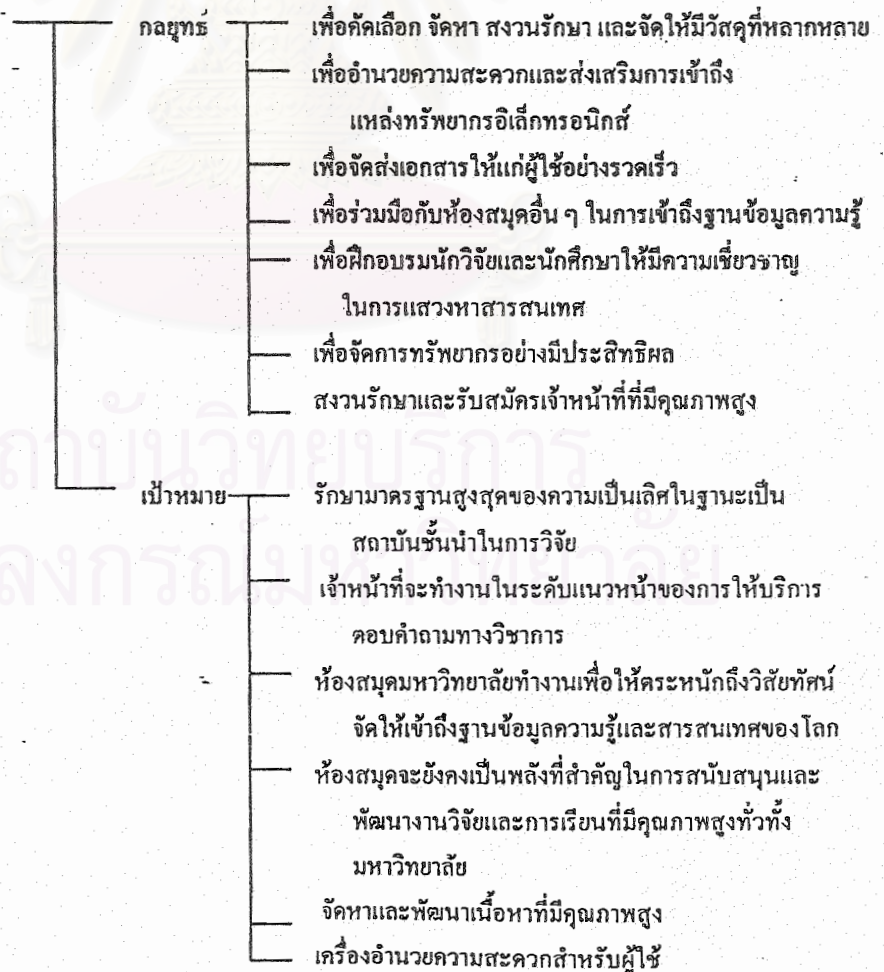 กลยุทธ์ เพื่อคัดเลือก จัดหา สงวนรักษา และจัดให้มีวัสดุที่หลากหลาย
เพื่ออำนวยความสะดวกและส่งเสริมการเข้าถึง
แหล่งทรัพยากรอิเล็กทรอนิกส์
เพื่อจัดส่งเอกสารให้แก่ผู้ใช้อย่างรวดเร็ว
เพื่อร่วมมือกับห้องสมุดอื่น ๆ ในการเข้าถึงฐานข้อมูลความรู้
เพื่อฝึกอบรมนักวิจัยและนักศึกษาให้มีความเชี่ยวชาญ
ในการแสวงหาสารสนเทศ
เพื่อจัดการทรัพยากรอย่างมีประสิทธิผล
สงวนรักษาและรับสมัครเจ้าหน้าที่ที่มีคุณภาพสูง
เป้าหมาย รักษามาตรฐานสูงสุดของความเป็นเลิศในฐานะเป็น
สถาบันชั้นนำในการวิจัย
เจ้าหน้าที่จะทำงานในระดับแนวหน้าของการให้บริการ
ตอบคำถามทางวิชาการ
ห้องสมุดมหาวิทยาลัยทำงานเพื่อให้ตระหนักถึงวิสัยทัศน์
จัดให้เข้าถึงฐานข้อมูลความรู้และสารสนเทศของโลก
ห้องสมุดจะยังคงเป็นพลังที่สำคัญในการสนับสนุนและ
พัฒนางานวิจัยและการเรียนที่มีคุณภาพสูงทั่วทั้ง
มหาวิทยาลัย
จัดหาและพัฒนาเนื้อหาที่มีคุณภาพสูง
เครื่องอำนวยความสะดวกสำหรับผู้ใช้